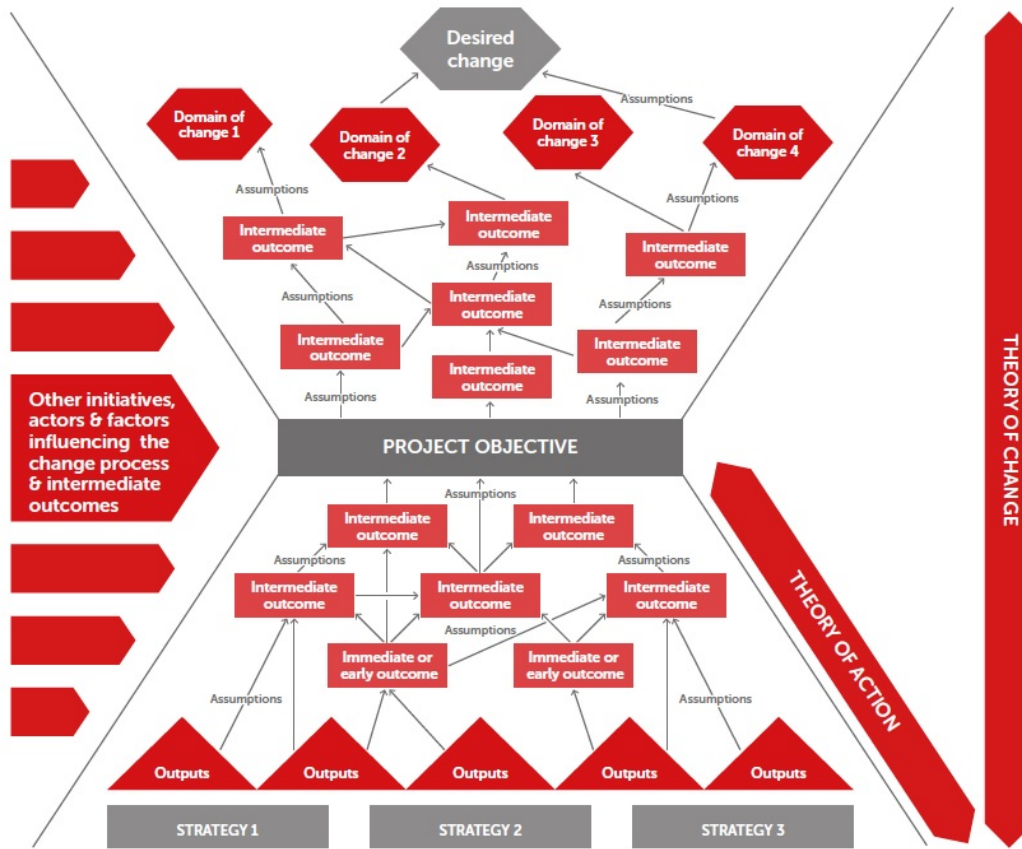 Desired
change
Assumptions
Domain of
change 1
Domain of
change 2
Domain of
change 3
Domain of
change 4
Assumptions
Assumptions
Intermediate
outcome
Intermediate
outcome
Intermediate
outcome
Assumptions
Assumptions
Intermediate
outcome
Assumptions
Intermediate
outcome
Intermediate
outcome
Intermediate
outcome
Assumptions
Assumptions
Other initiatives,
actors & factors
influencing the
change process
& intermediate
outcomes
PROJECT OBJECTIVE
Assumptions
Intermediate
outcome
Intermediate
outcome
Assumptions
Assumptions
Intermediate
outcome
Intermediate
outcome
Intermediate
outcome
Assumptions
Immediate or
early outcome
Immediate or
early outcome
Assumptions
Assumptions
Outputs
Outputs
Outputs
Outputs
Outputs
STRATEGY 1
STRATEGY 2
STRATEGY 3
THEORY OF ACTION
THEORY OF CHANGE